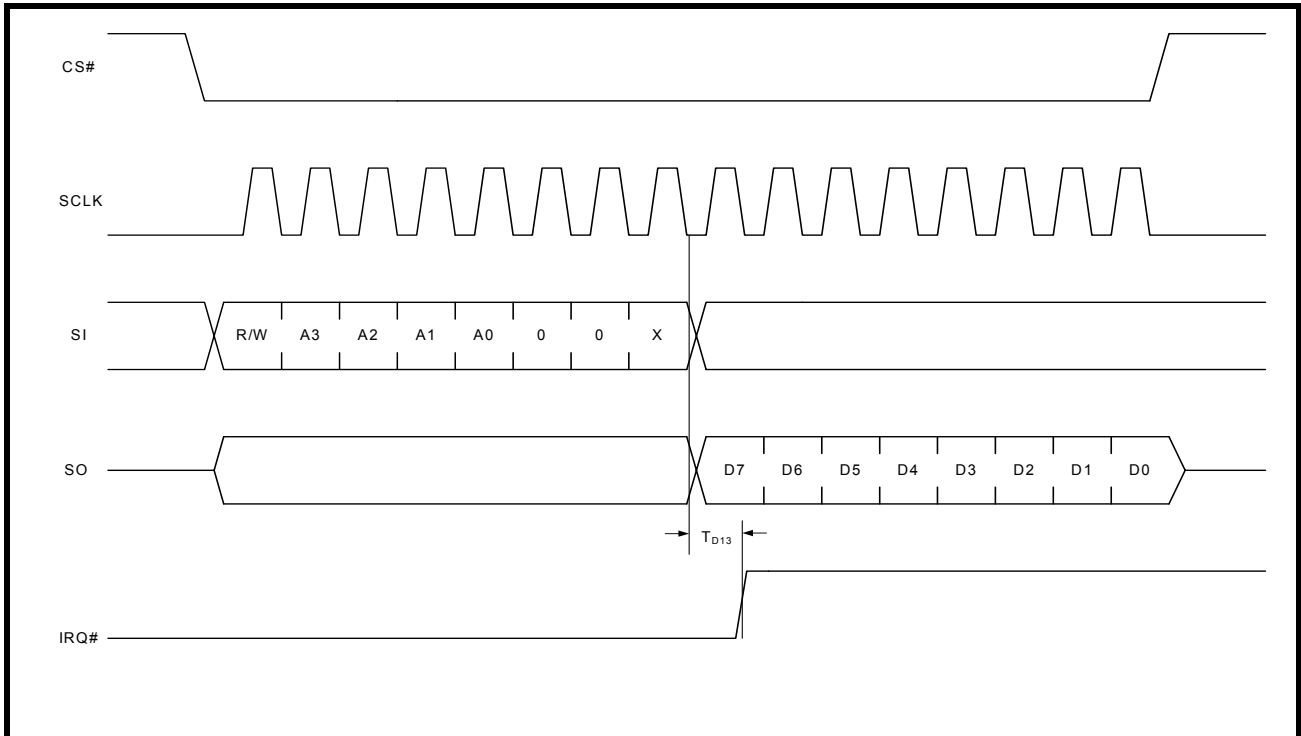 CS#
SCLK
SI
R/W A3 A2 A1 A0 0 0 X
SO
D7 D6 D5 D4 D3 D2 D1 D0
TD13
IRQ#